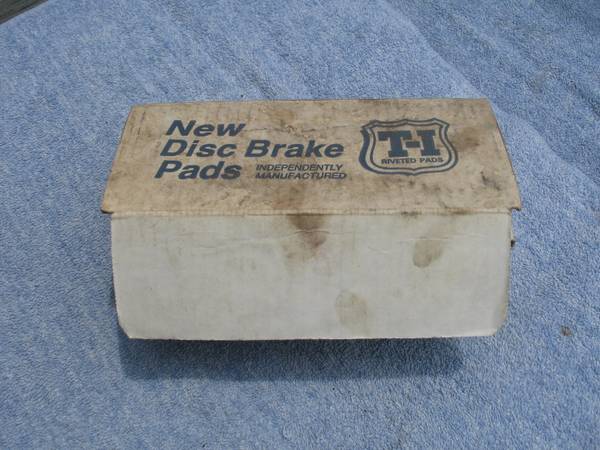 New
Disc Brake
Pads INDEPENDENTLY
MANUFACTURED
T-I
RIVETED PADS